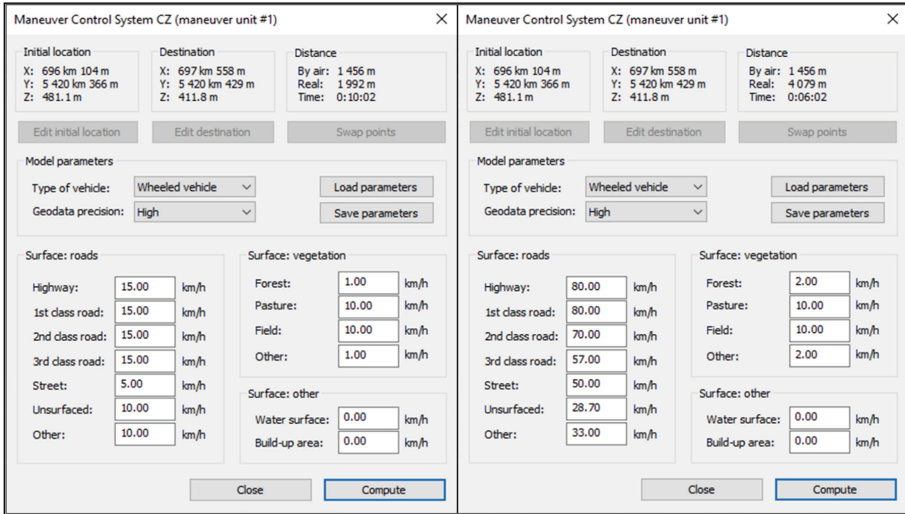 Maneuver Control System CZ (maneuver unit #1)
Initial location
X: 696 km 104 m
Y: 5 420 km 366 m
Z: 481.1 m
Destination
X: 697 km 558 m
Y: 5 420 km 429 m
Z: 411.8 m
Distance
By air: 1 456 m
Real: 1 992 m
Time: 0:10:02
Edit initial location
Edit destination
Swap points
Model parameters
Type of vehicle: Wheeled vehicle
Load parameters
Geodata precision: High
Save parameters
Surface: roads
Highway: 15.00 km/h
1st class road: 15.00 km/h
2nd class road: 15.00 km/h
3rd class road: 15.00 km/h
Street: 5.00 km/h
Unsurfaced: 10.00 km/h
Other: 10.00 km/h
Surface: vegetation
Forest: 1.00 km/h
Pasture: 10.00 km/h
Field: 10.00 km/h
Other: 1.00 km/h
Surface: other
Water surface: 0.00 km/h
Build-up area: 0.00 km/h
Close
Compute
Maneuver Control System CZ (maneuver unit #1)
Initial location
X: 696 km 104 m
Y: 5 420 km 366 m
Z: 481.1 m
Destination
X: 697 km 558 m
Y: 5 420 km 429 m
Z: 411.8 m
Distance
By air: 1 456 m
Real: 4 079 m
Time: 0:06:02
Edit initial location
Edit destination
Swap points
Model parameters
Type of vehicle: Wheeled vehicle
Load parameters
Geodata precision: High
Save parameters
Surface: roads
Highway: 80.00 km/h
1st class road: 80.00 km/h
2nd class road: 70.00 km/h
3rd class road: 57.00 km/h
Street: 50.00 km/h
Unsurfaced: 28.70 km/h
Other: 33.00 km/h
Surface: vegetation
Forest: 2.00 km/h
Pasture: 10.00 km/h
Field: 10.00 km/h
Other: 2.00 km/h
Surface: other
Water surface: 0.00 km/h
Build-up area: 0.00 km/h
Close
Compute